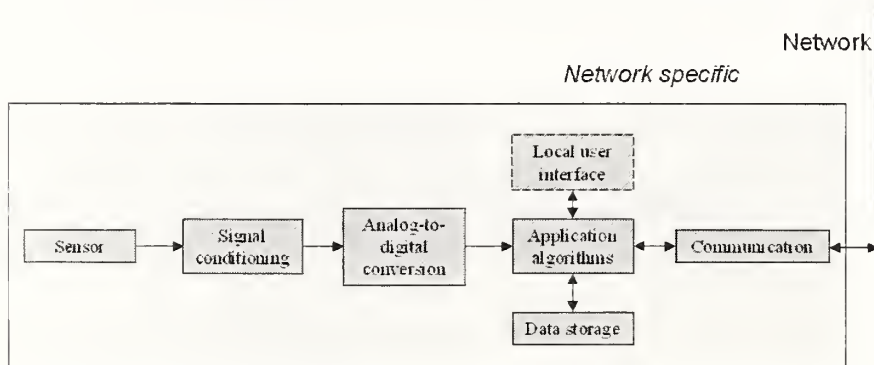 Network
Network specific
Local user
interface
Sensor
Signal
conditioning
Analog-to-
digital
conversion
Application
algorithms
Communication
Data storage